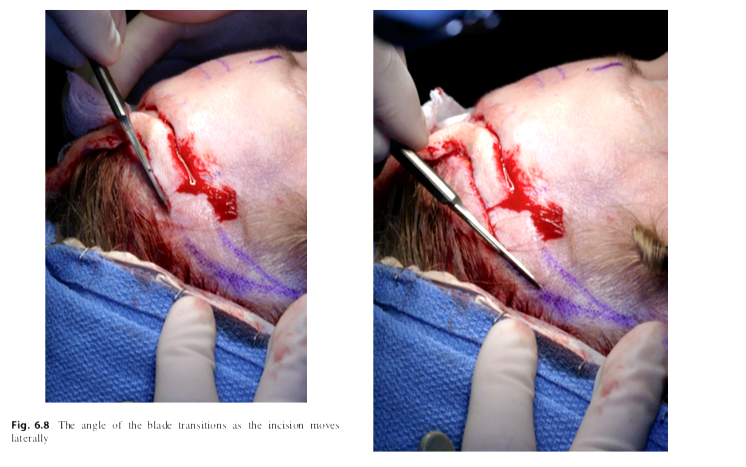 Fig. 6.8 The angle of the blade transitions as the incision moves
laterally